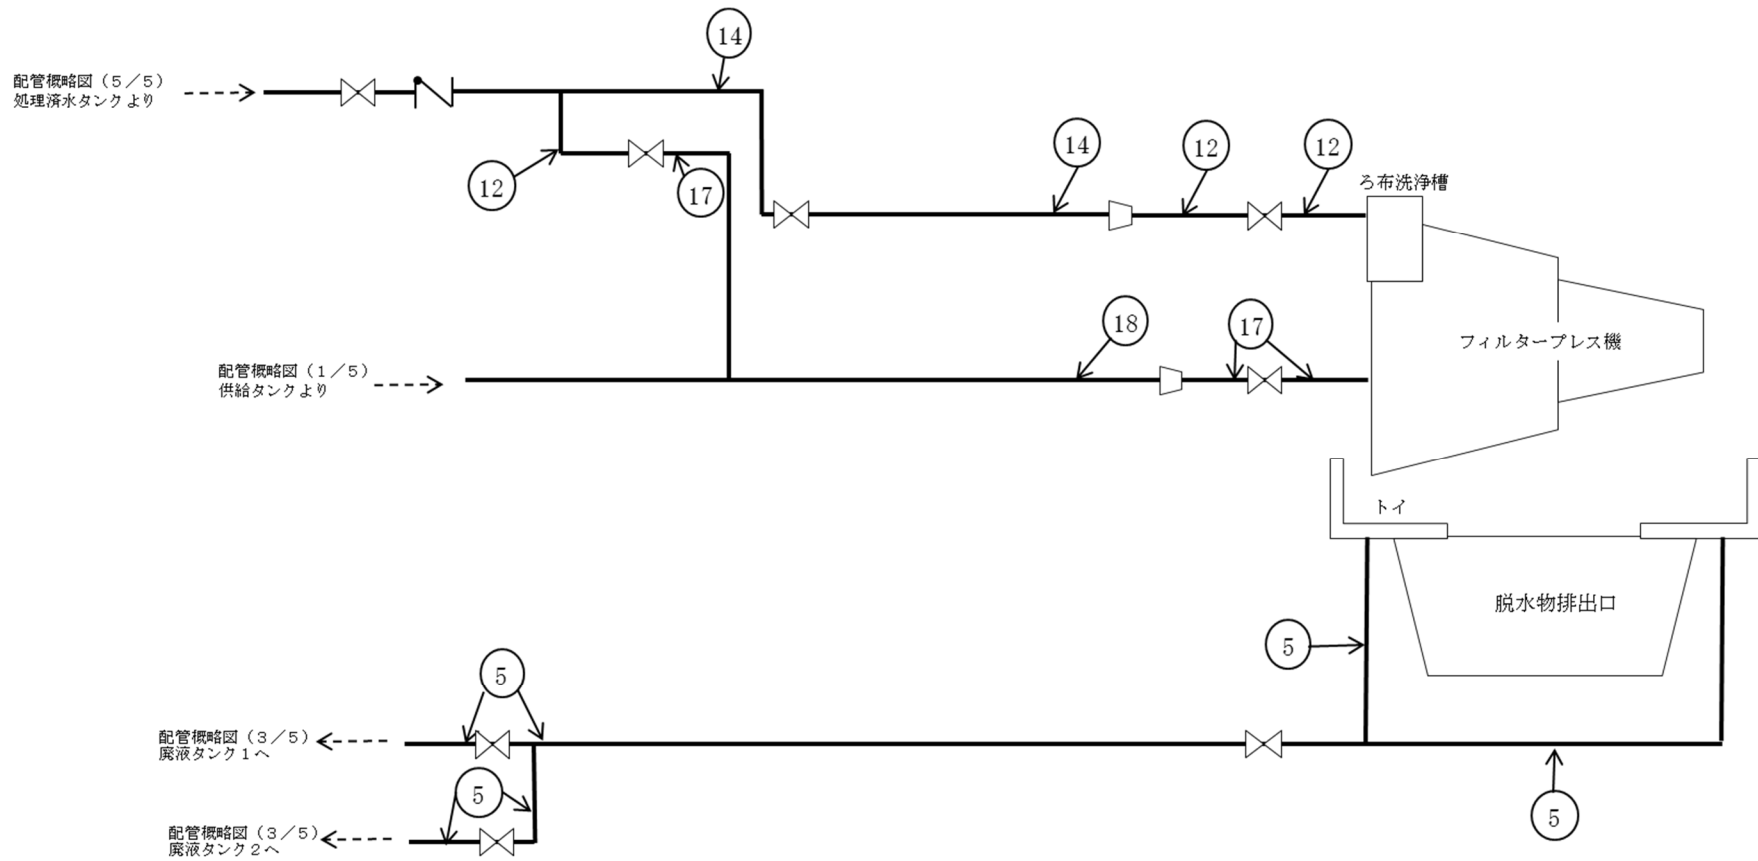 14
配管概略図（5／5）
処理済水タンクより
14
12
12
12
17
ろ布洗浄槽
18
17
フィルタープレス機
配管概略図（1／5）
供給タンクより
トイ
脱水物排出口
5
5
配管概略図（3／5）
廃液タンク1へ
5
5
配管概略図（3／5）
廃液タンク2へ